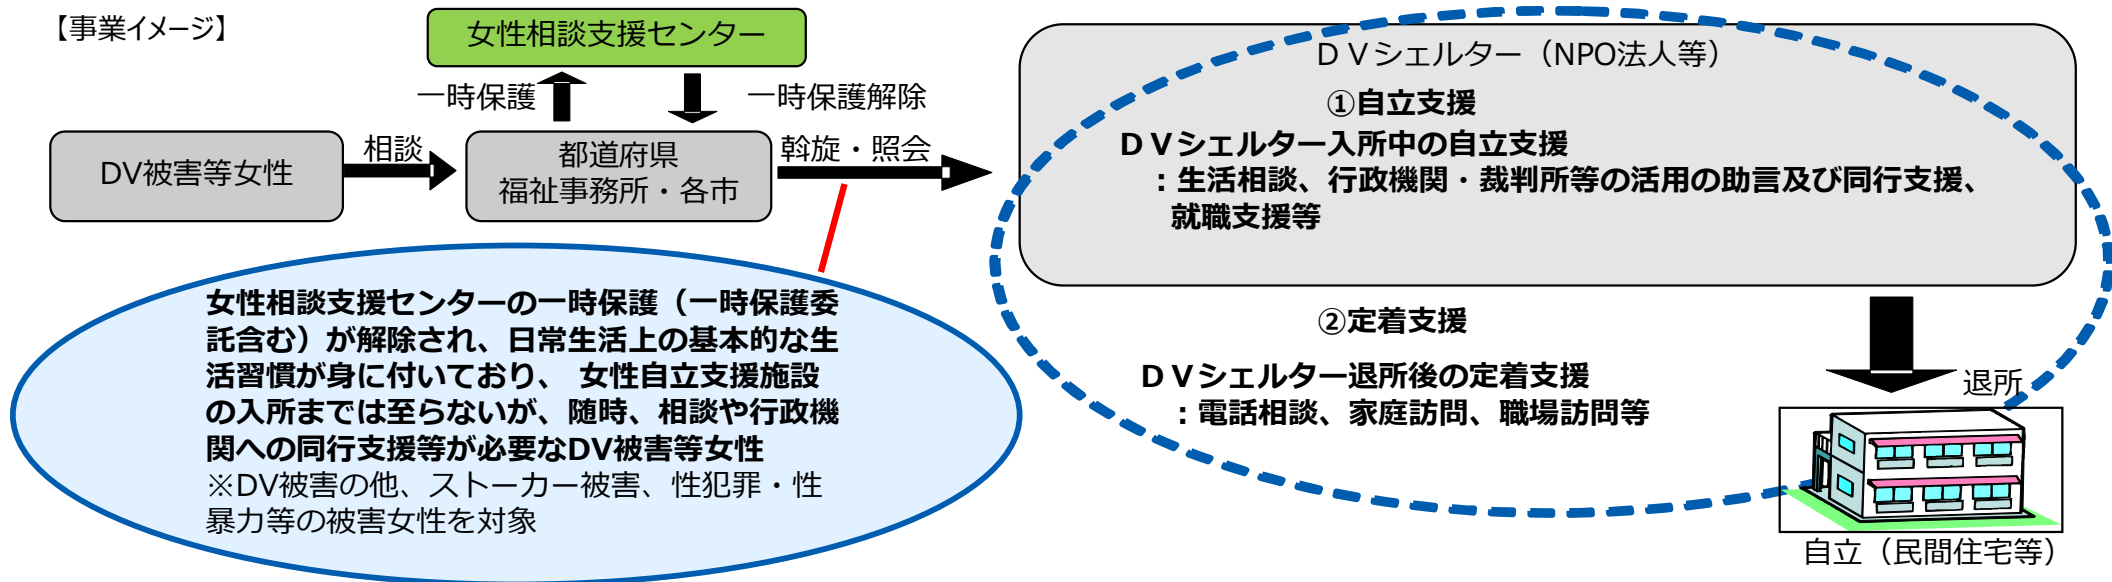 【事業イメージ】
女性相談支援センター
一時保護
一時保護解除
DV被害等女性
相談
都道府県
福祉事務所・各市
斡旋・照会
ＤＶシェルター（NPO法人等）
①自立支援
ＤＶシェルター入所中の自立支援
：生活相談、行政機関・裁判所等の活用の助言及び同行支援、
就職支援等
女性相談支援センターの一時保護（一時保護委
託含む）が解除され、日常生活上の基本的な生
活習慣が身に付いており、 女性自立支援施設
の入所までは至らないが、随時、相談や行政機
関への同行支援等が必要なDV被害等女性
※DV被害の他、ストーカー被害、性犯罪・性
暴力等の被害女性を対象
②定着支援
ＤＶシェルター退所後の定着支援
：電話相談、家庭訪問、職場訪問等
退所
自立（民間住宅等）